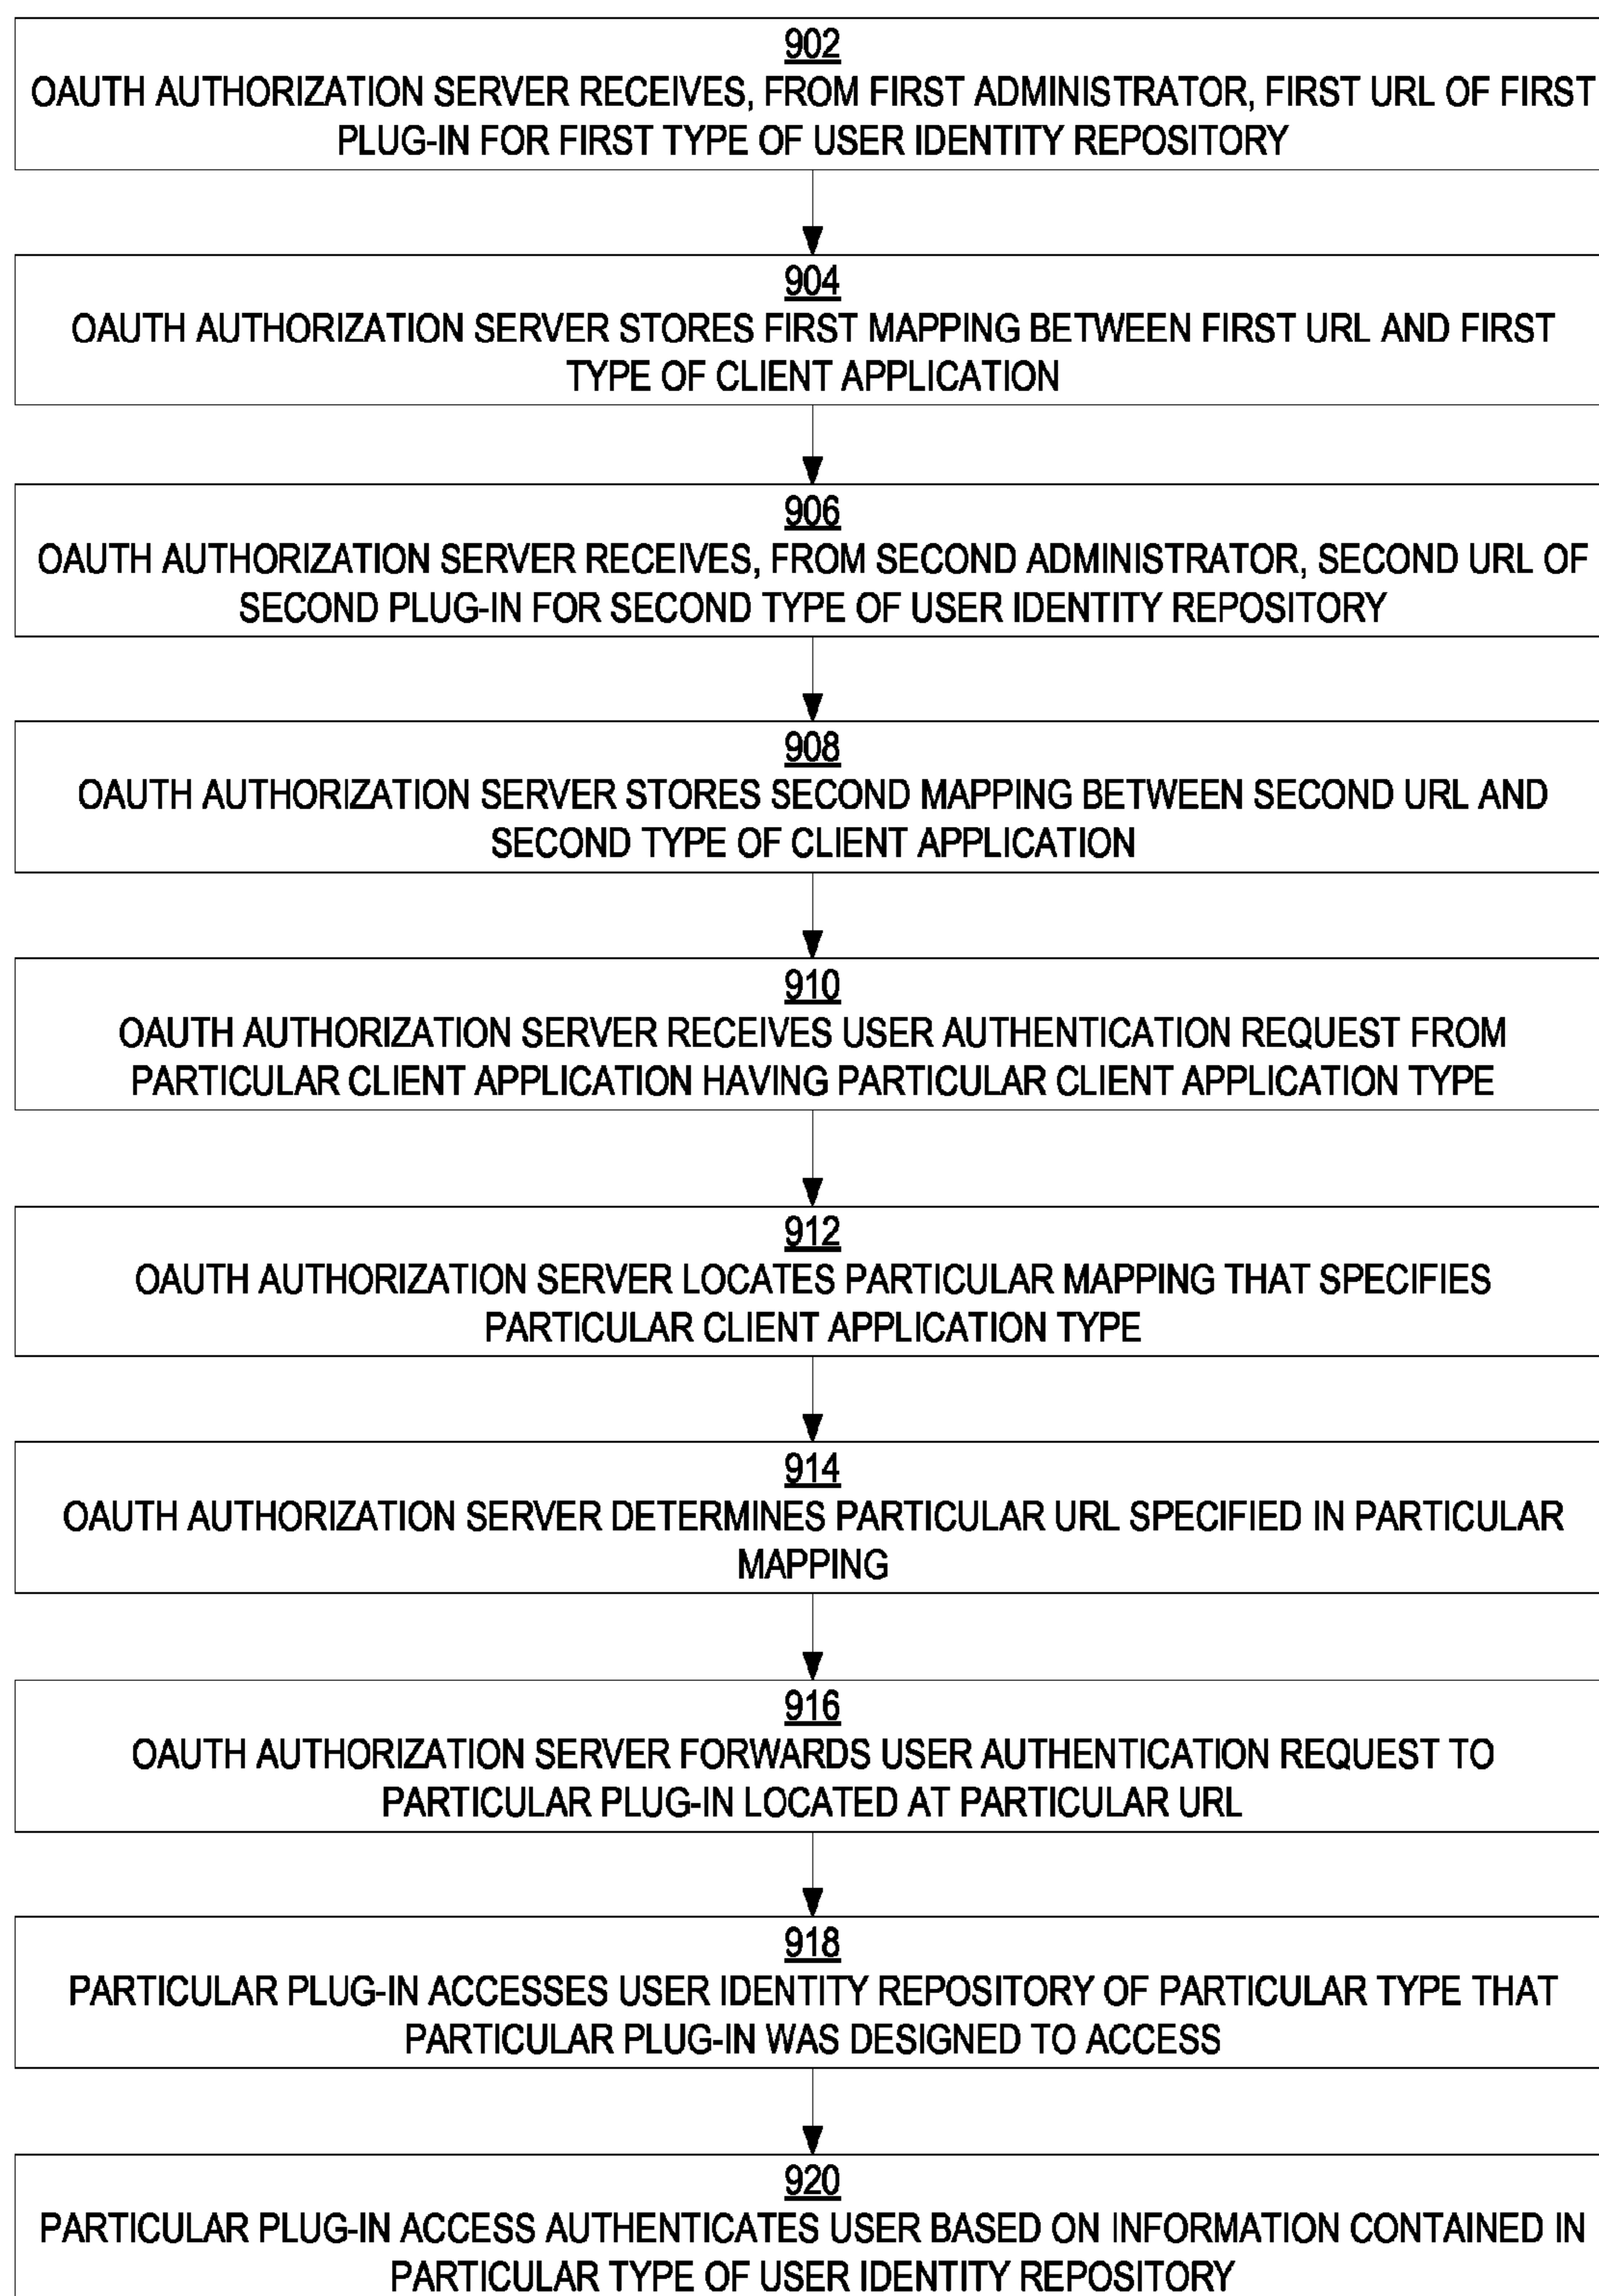 902
OAUTH AUTHORIZATION SERVER RECEIVES, FROM FIRST ADMINISTRATOR, FIRST URL OF FIRST
PLUG-IN FOR FIRST TYPE OF USER IDENTITY REPOSITORY
904
OAUTH AUTHORIZATION SERVER STORES FIRST MAPPING BETWEEN FIRST URL AND FIRST
TYPE OF CLIENT APPLICATION
906
OAUTH AUTHORIZATION SERVER RECEIVES, FROM SECOND ADMINISTRATOR, SECOND URL OF
SECOND PLUG-IN FOR SECOND TYPE OF USER IDENTITY REPOSITORY
908
OAUTH AUTHORIZATION SERVER STORES SECOND MAPPING BETWEEN SECOND URL AND
SECOND TYPE OF CLIENT APPLICATION
910
OAUTH AUTHORIZATION SERVER RECEIVES USER AUTHENTICATION REQUEST FROM
PARTICULAR CLIENT APPLICATION HAVING PARTICULAR CLIENT APPLICATION TYPE
912
OAUTH AUTHORIZATION SERVER LOCATES PARTICULAR MAPPING THAT SPECIFIES
PARTICULAR CLIENT APPLICATION TYPE
914
OAUTH AUTHORIZATION SERVER DETERMINES PARTICULAR URL SPECIFIED IN PARTICULAR
MAPPING
916
OAUTH AUTHORIZATION SERVER FORWARDS USER AUTHENTICATION REQUEST TO
PARTICULAR PLUG-IN LOCATED AT PARTICULAR URL
918
PARTICULAR PLUG-IN ACCESSES USER IDENTITY REPOSITORY OF PARTICULAR TYPE THAT
PARTICULAR PLUG-IN WAS DESIGNED TO ACCESS
920
PARTICULAR PLUG-IN ACCESS AUTHENTICATES USER BASED ON INFORMATION CONTAINED IN
PARTICULAR TYPE OF USER IDENTITY REPOSITORY